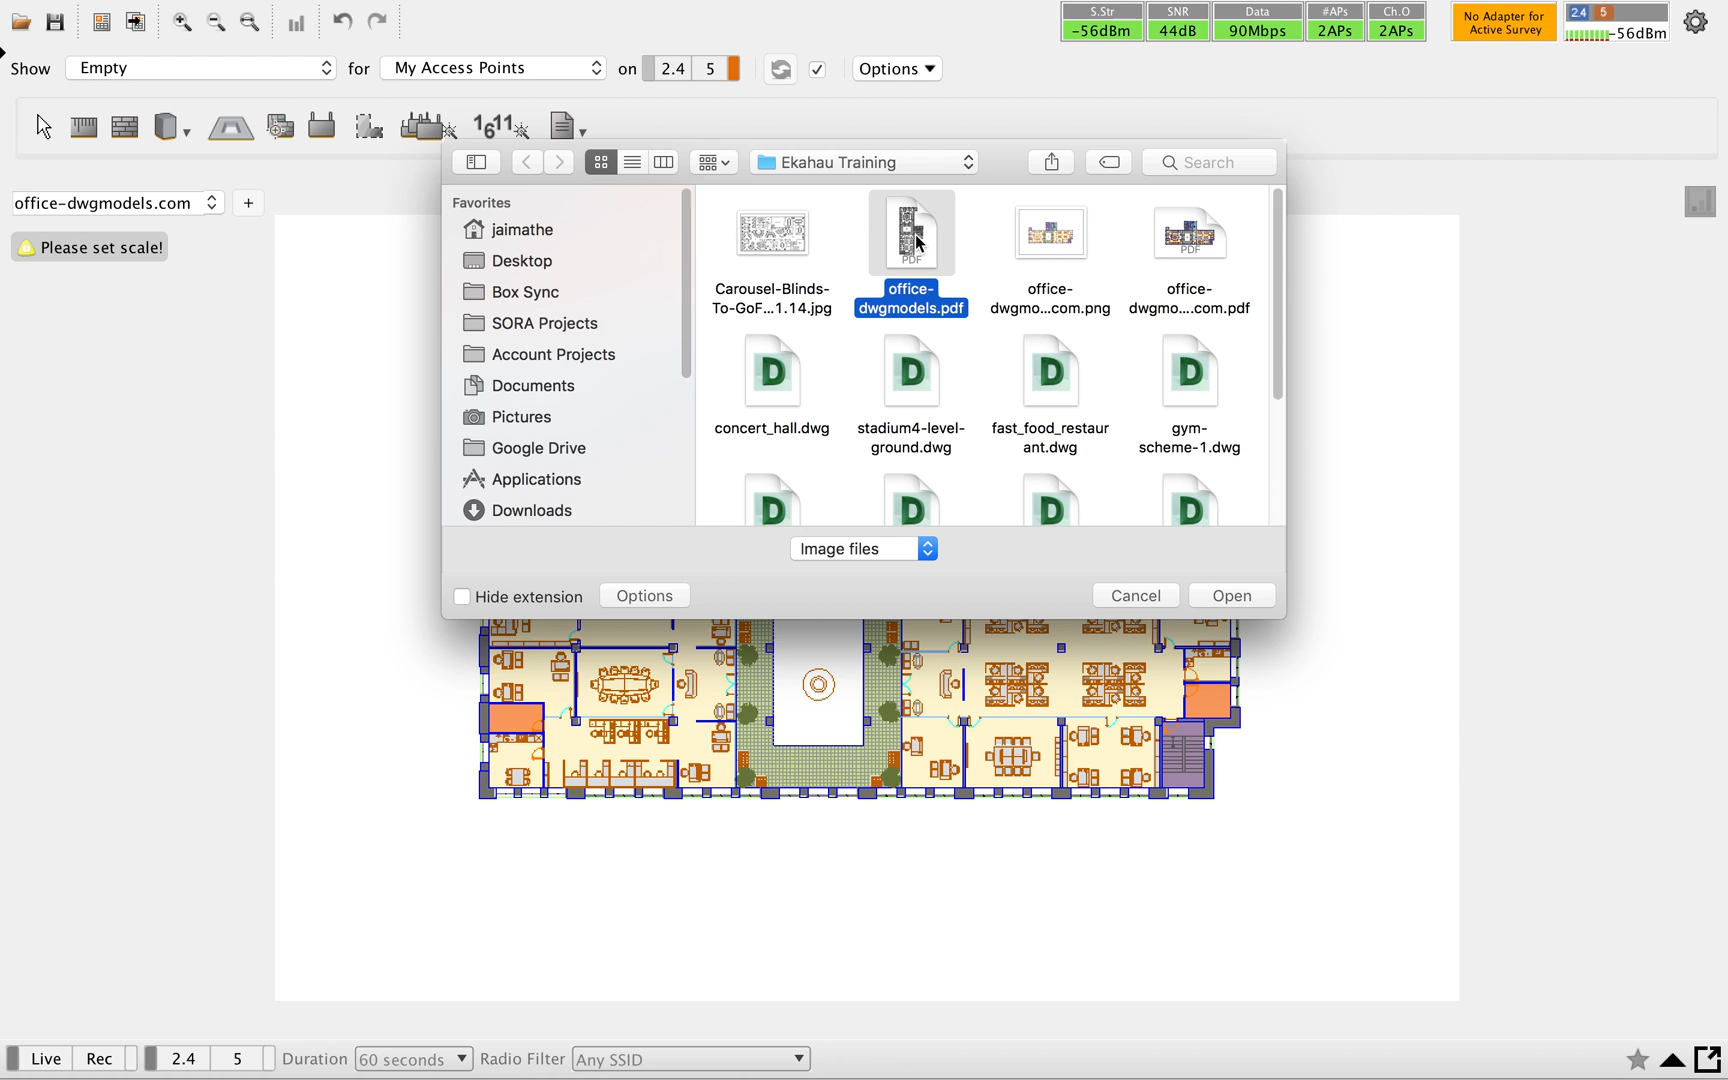 S.Str SNR Data #APs Ch.O
-56dBm 44dB 90Mbps 2APs 2APs
No Adapter for
Active Survey
2.4 5
-56dBm
Show Empty for My Access Points on 2.4 5 Options
1611
Ekahau Training
Search
office-dwgmodels.com
+
Please set scale!
Favorites
jaimathe
Desktop
Box Sync
SORA Projects
Account Projects
Documents
Pictures
Google Drive
Applications
Downloads
PDF
PDF
Carousel-Blinds-
To-GoF...1.14.jpg
office-
dwgmodels.pdf
office-
dwgmo...com.png
office-
dwgmo....com.pdf
D D D D
concert_hall.dwg
stadium4-level-
ground.dwg
fast_food_restaur
ant.dwg
gym-
scheme-1.dwg
D D D D
Image files
Hide extension Options Cancel Open
Live Rec 2.4 5 Duration 60 seconds Radio Filter Any SSID